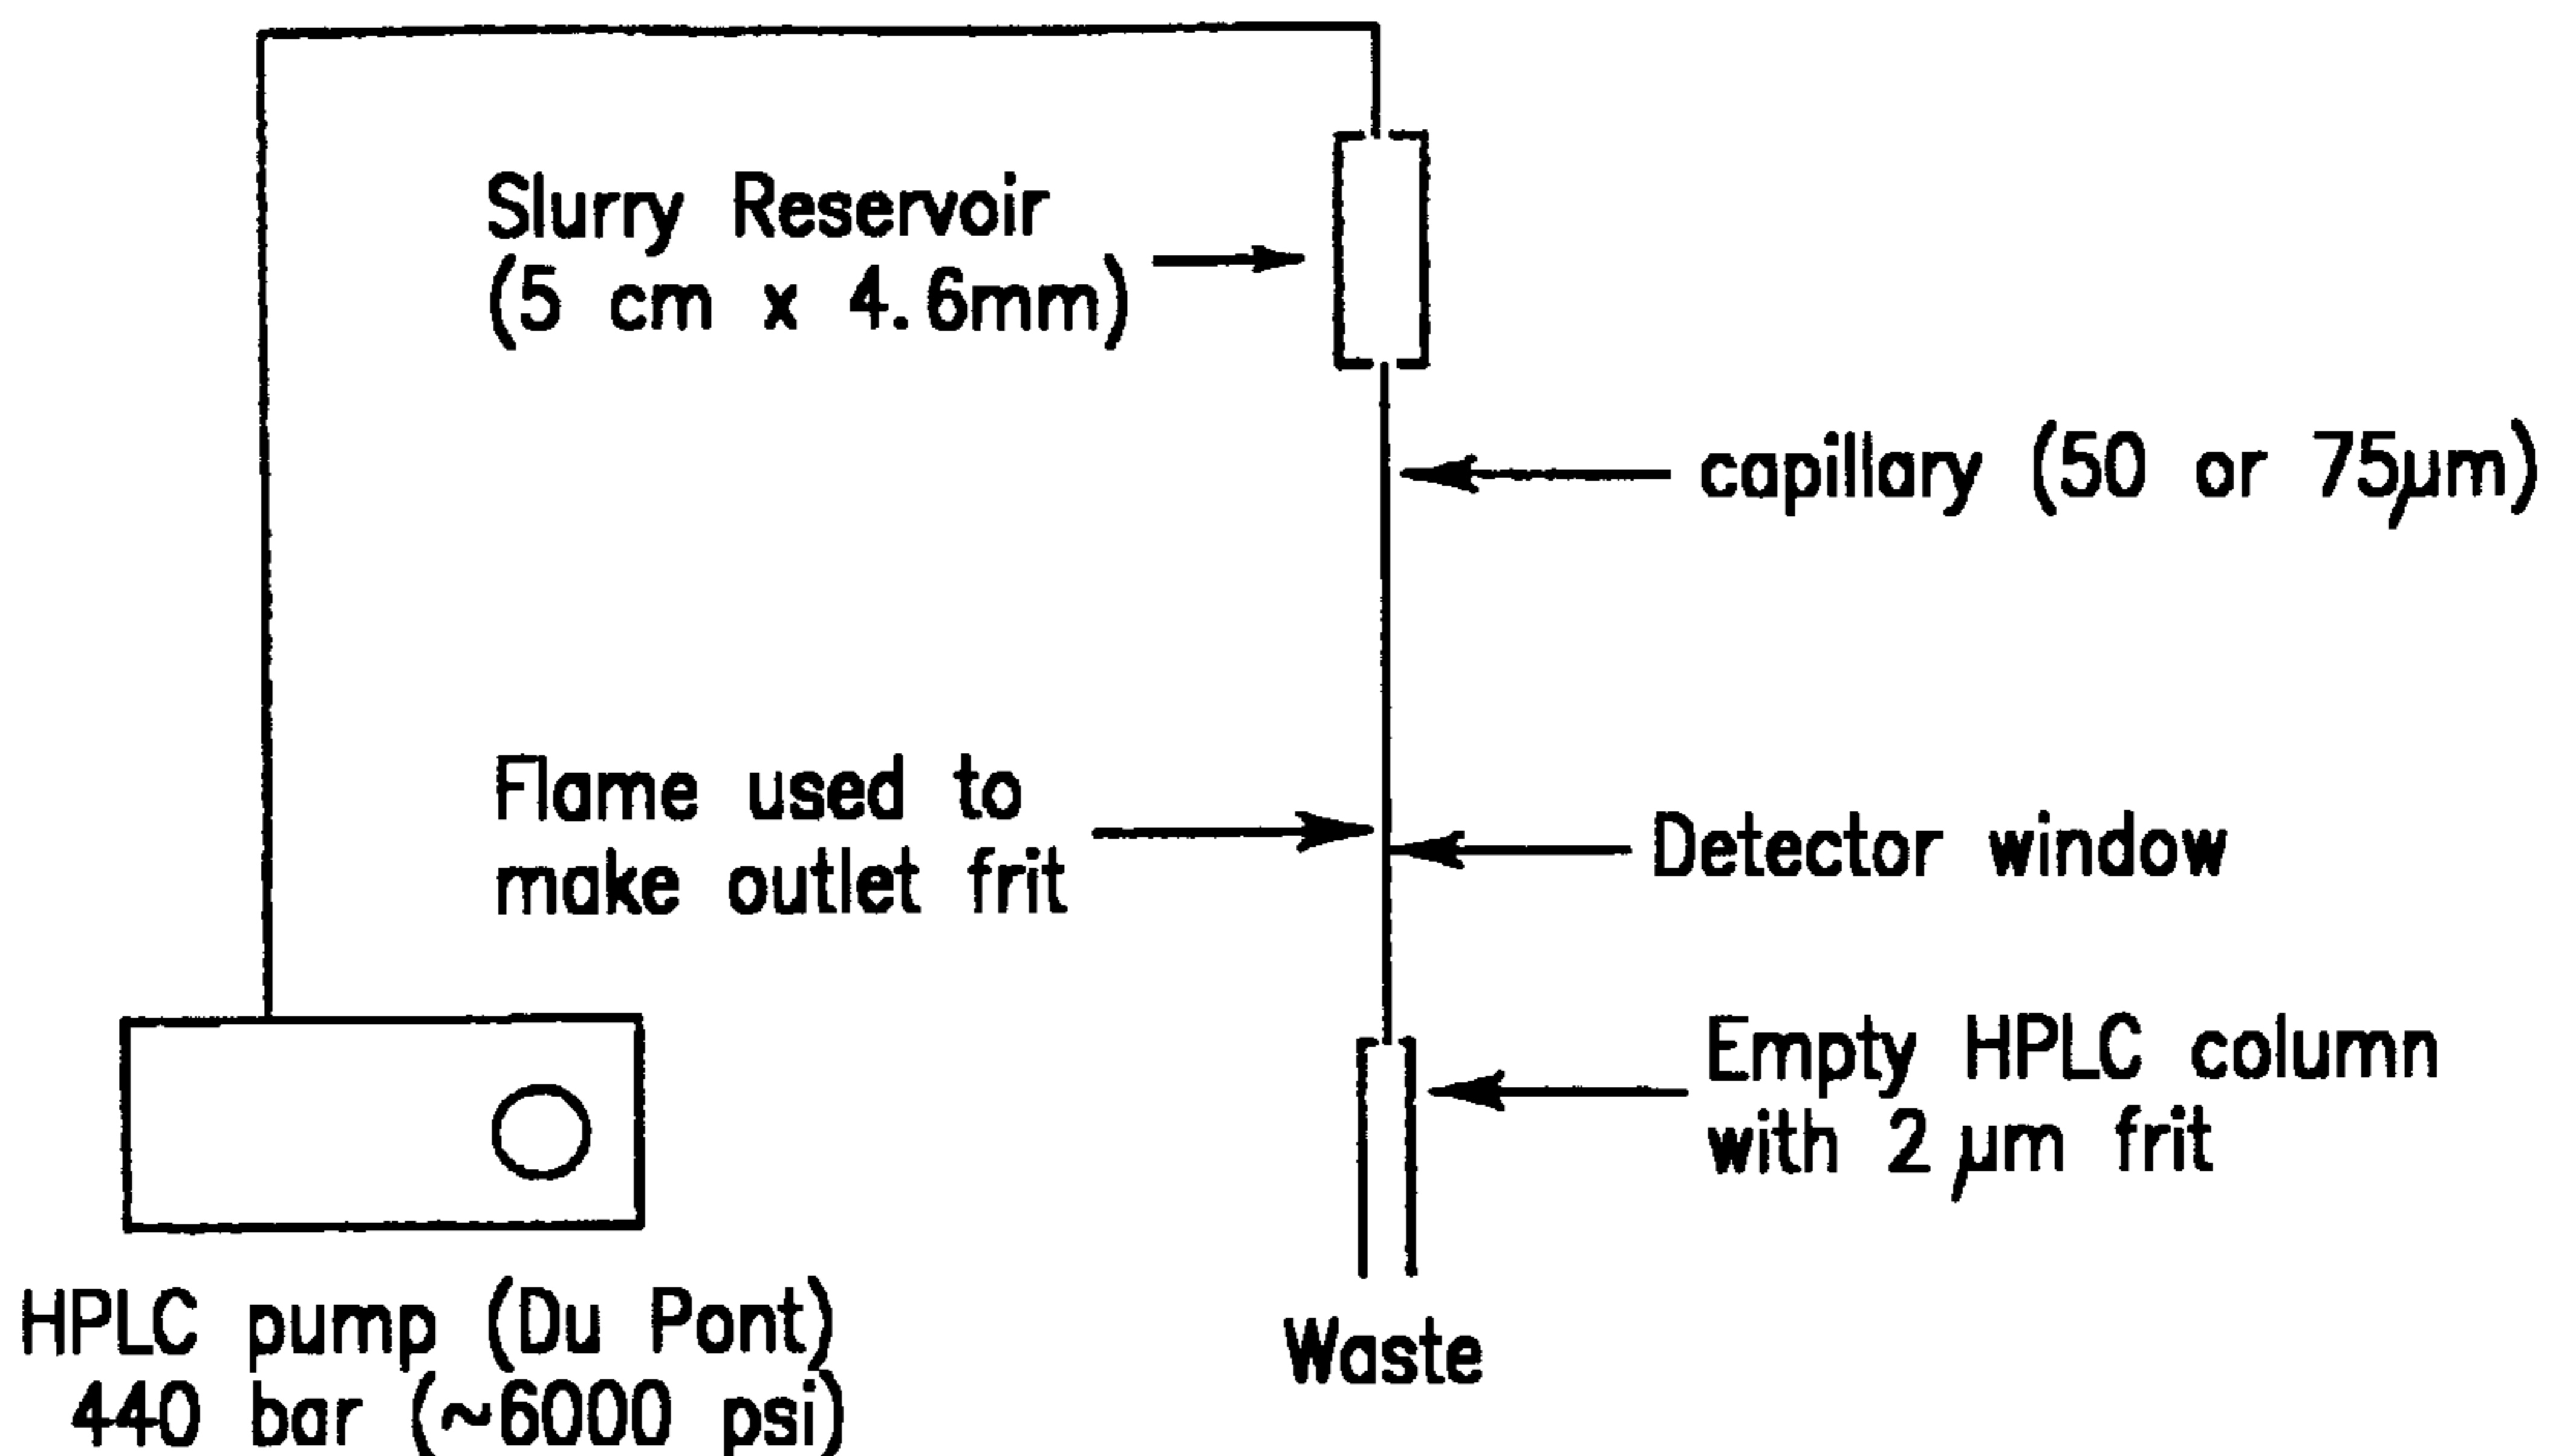 Slurry Reservoir
(5 cm x 4.6mm)
capillary (50 or 75µm)
Flame used to
make outlet frit
Detector window
Empty HPLC column
with 2 µm frit
HPLC pump (Du Pont)
440 bar (~6000 psi)
Waste